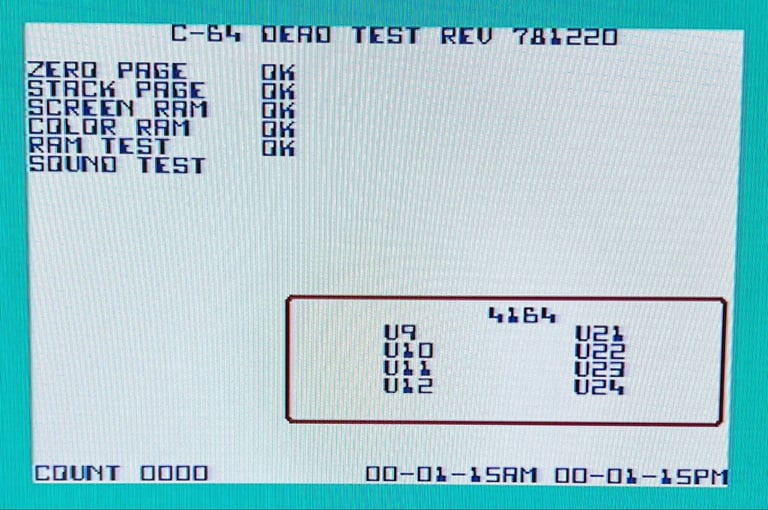 C-64 DEAD TEST REV 781220
ZERO PAGE OK
STACK PAGE OK
SCREEN RAM OK
COLOR RAM OK
RAM TEST OK
SOUND TEST
4164
U9 U21
U10 U22
U11 U23
U12 U24
COUNT 0000 00-01-15AM 00-01-15PM